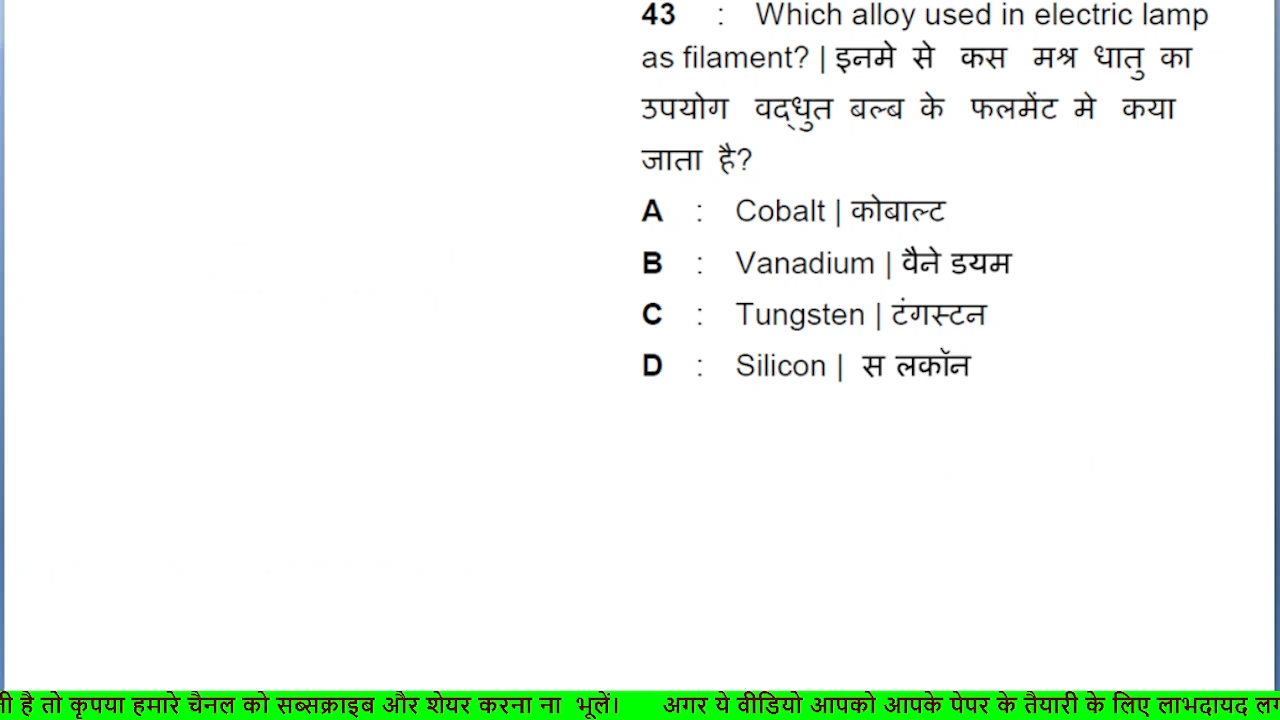 43 : Which alloy used in electric lamp
as filament? | इनमे से कस मश्र धातु का
उपयोग वद्धुत बल्ब के फलमेंट मे कया
जाता है?
A : Cobalt | कोबाल्ट
B : Vanadium | वैने डयम
C : Tungsten | टंगस्टन
D : Silicon | स लकॉन
है तो कृपया हमारे चैनल को सब्सक्राइब और शेयर करना ना भूलें। अगर ये वीडियो आपको आपके पेपर के तैयारी के लिए लाभदायद